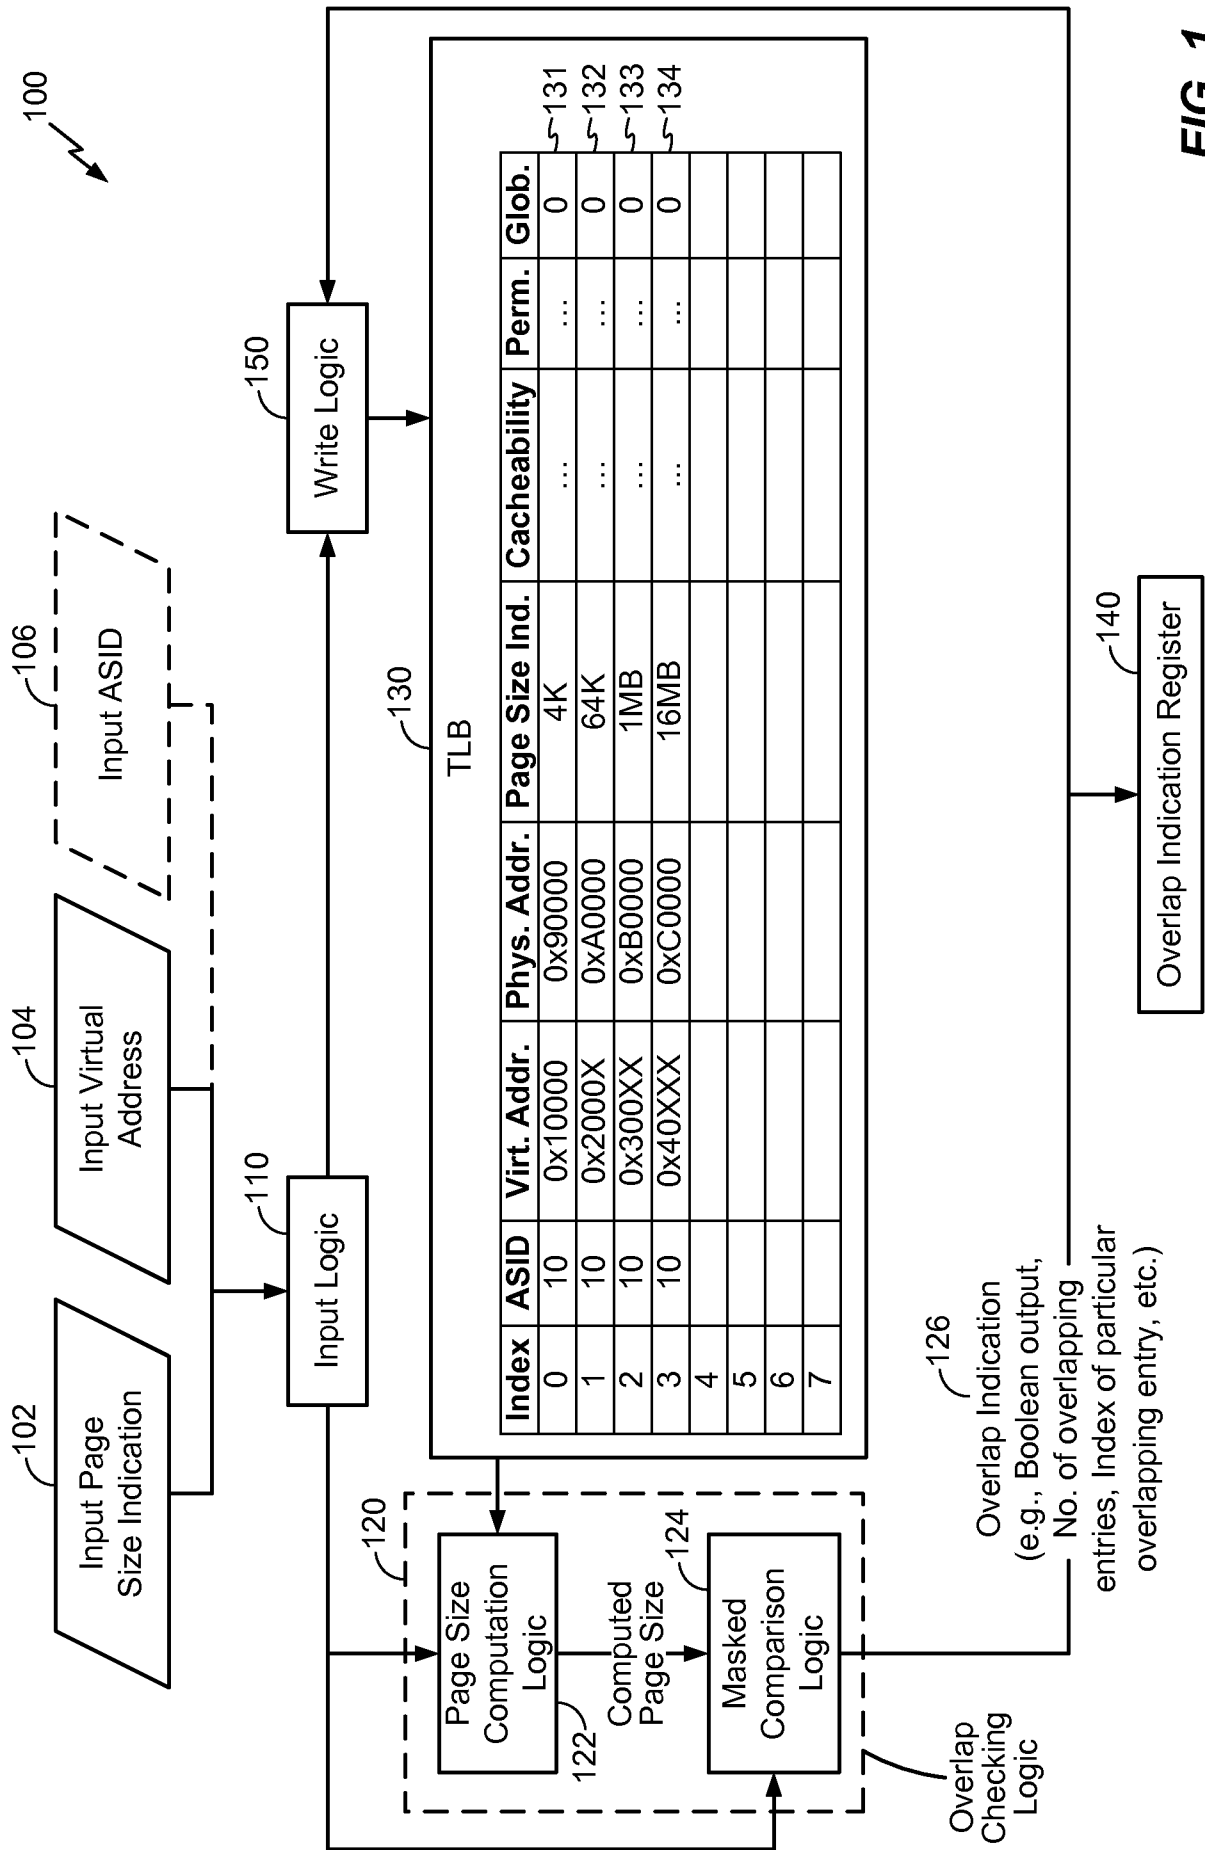 100
102
Input Page
Size Indication
104
Input Virtual
Address
106
Input ASID
110
Input Logic
150
Write Logic
120
Page Size
Computation
Logic
122
Computed
Page Size
124
Masked
Comparison
Logic
Overlap
Checking
Logic
130
TLB
Index ASID Virt. Addr. Phys. Addr. Page Size Ind. Cacheability Perm. Glob.
0 10 0x10000 0x90000 4K ... ... 0 131
1 10 0x2000X 0xA0000 64K ... ... 0 132
2 10 0x300XX 0xB0000 1MB ... ... 0 133
3 10 0x40XXX 0xC0000 16MB ... ... 0 134
4
5
6
7
126
Overlap Indication
(e.g., Boolean output,
No. of overlapping
entries, Index of particular
overlapping entry, etc.)
140
Overlap Indication Register
FIG. 1